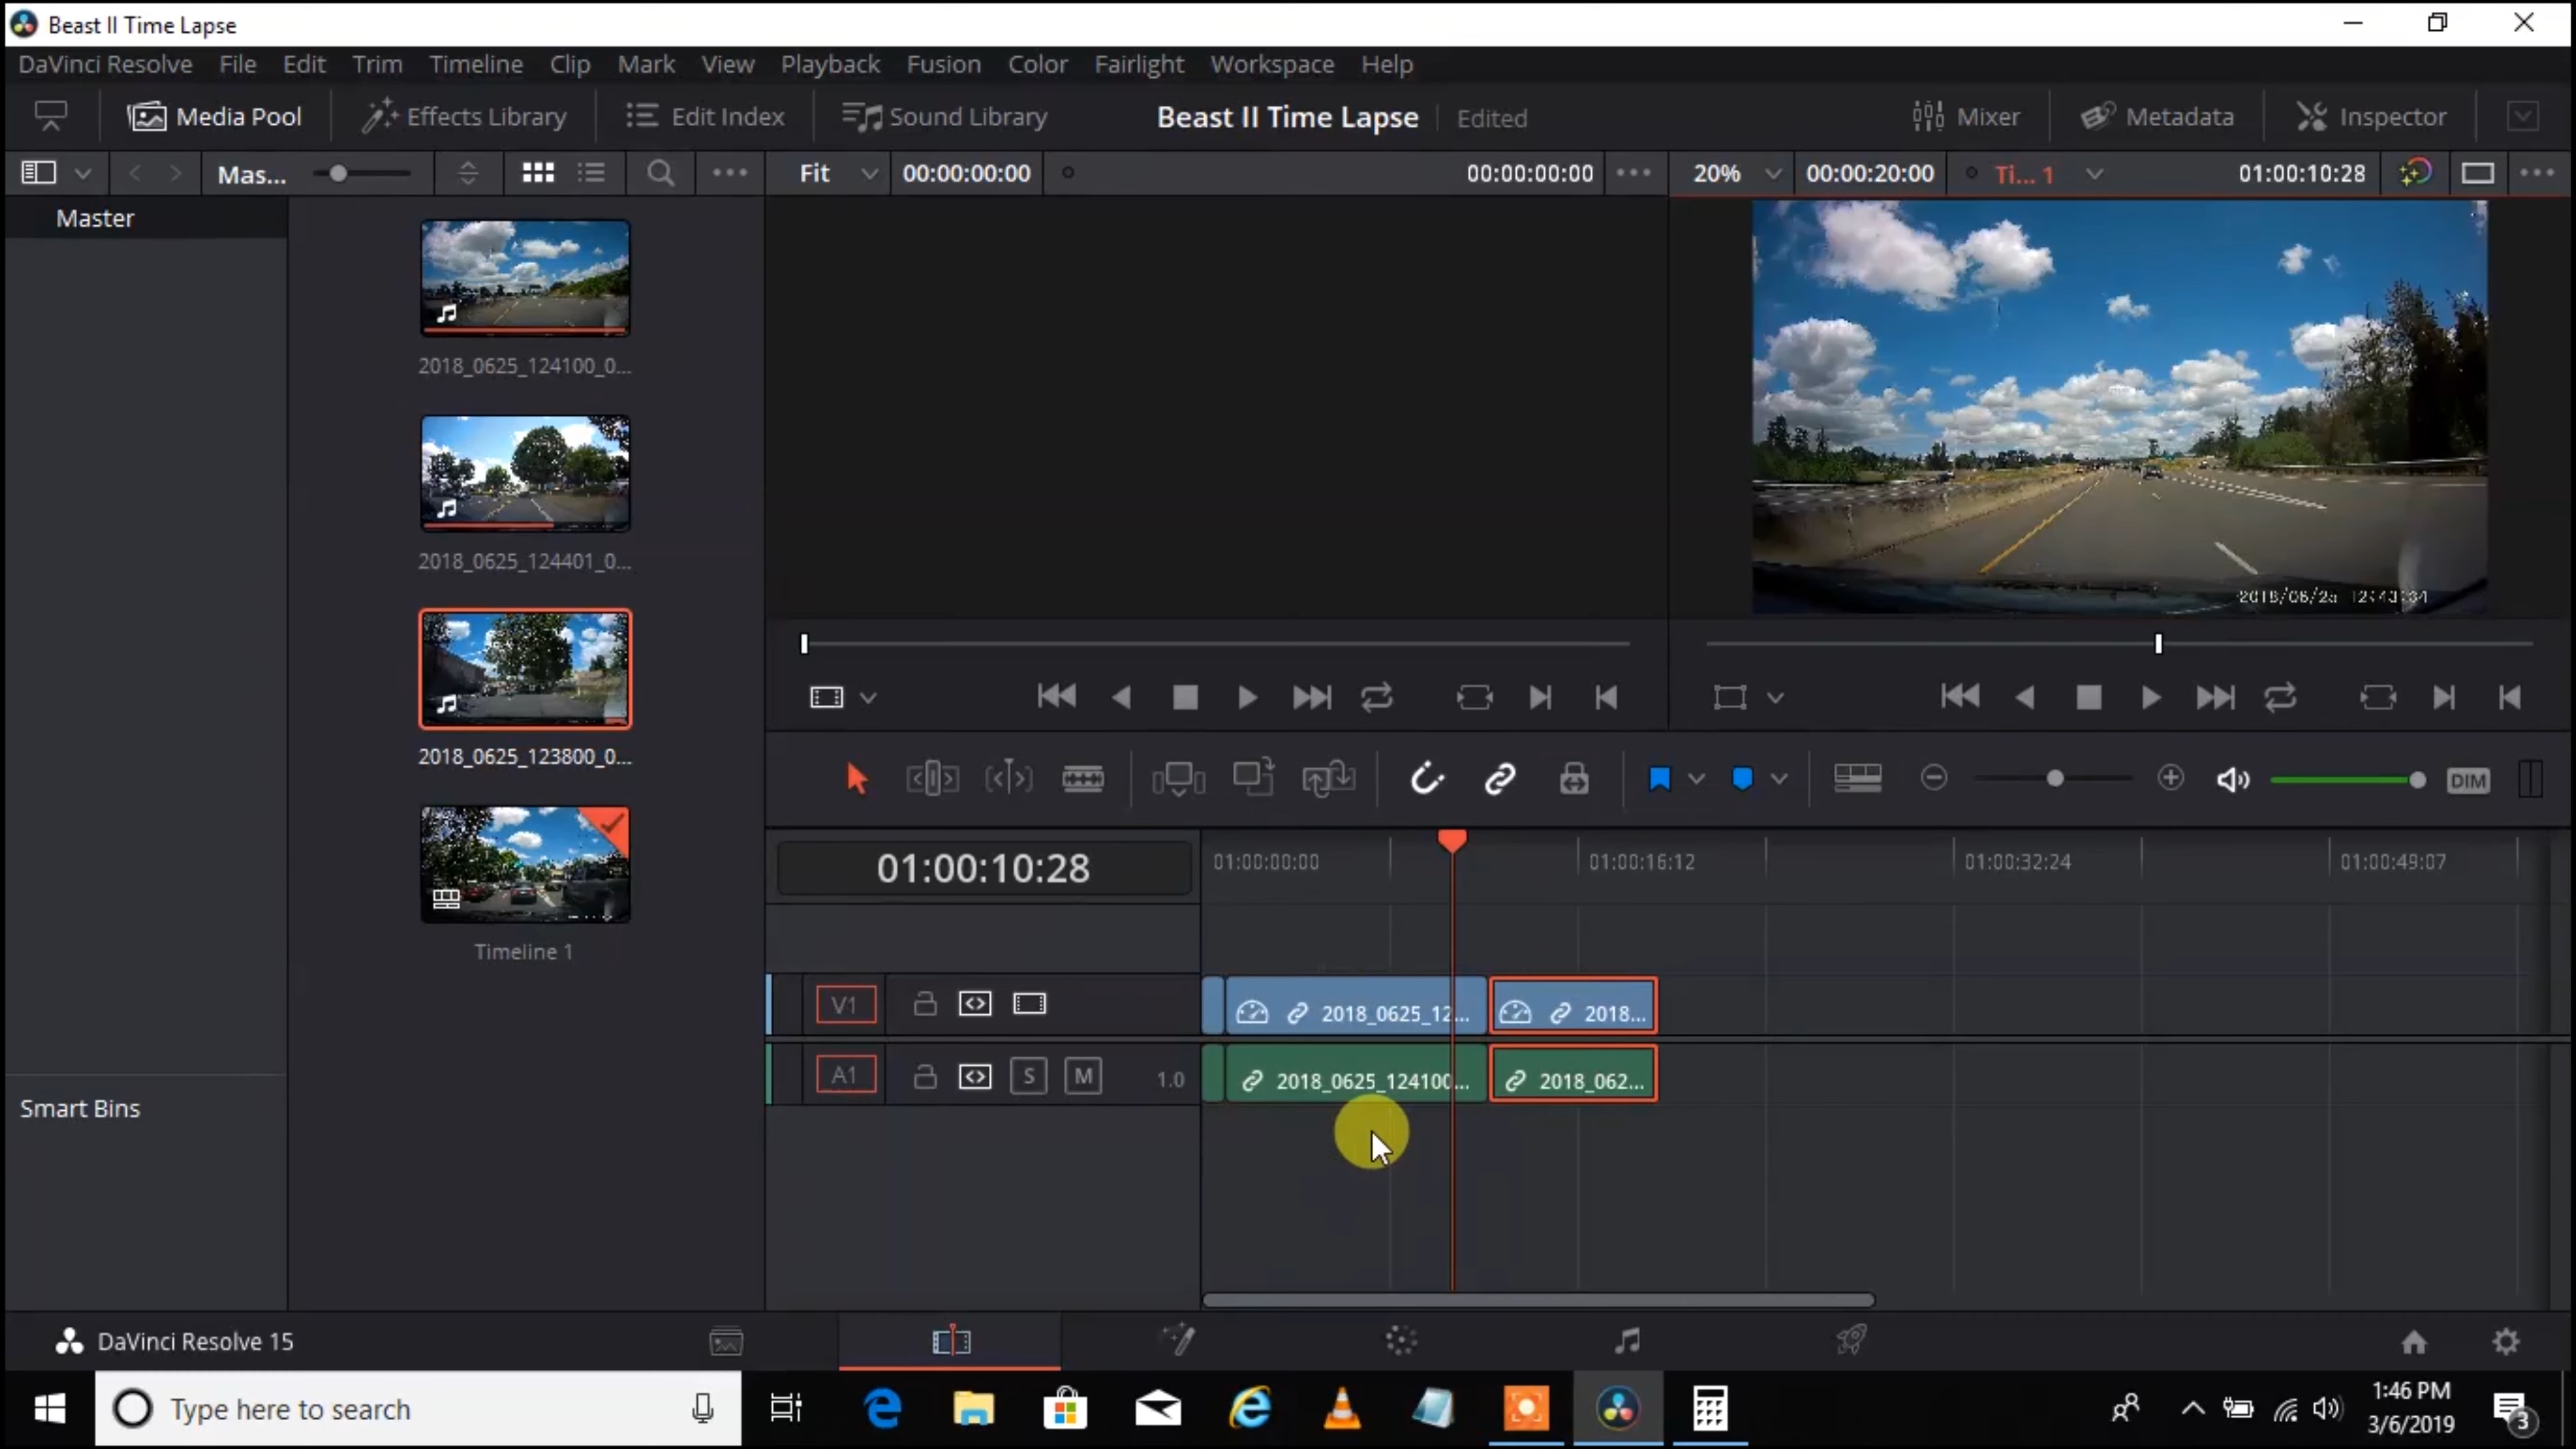 Beast II Time Lapse
DaVinci Resolve File Edit Trim Timeline Clip Mark View Playback Fusion Color Fairlight Workspace Help
Media Pool Effects Library Edit Index Sound Library Beast II Time Lapse Edited Mixer Metadata Inspector
Mas... Fit 00:00:00:00 00:00:00:00 20% 00:00:20:00 Ti... 1 01:00:10:28
Master
2018_0625_124100_0...
2018_0625_124401_0...
2018_0625_123800_0...
Timeline 1
Smart Bins
DIM
01:00:10:28 01:00:00:00 01:00:16:12 01:00:32:24 01:00:49:07
V1 2018_0625_12... 2018...
A1 S M 1.0 2018_0625_124100... 2018_062...
DaVinci Resolve 15
Type here to search
1:46 PM
3/6/2019
3